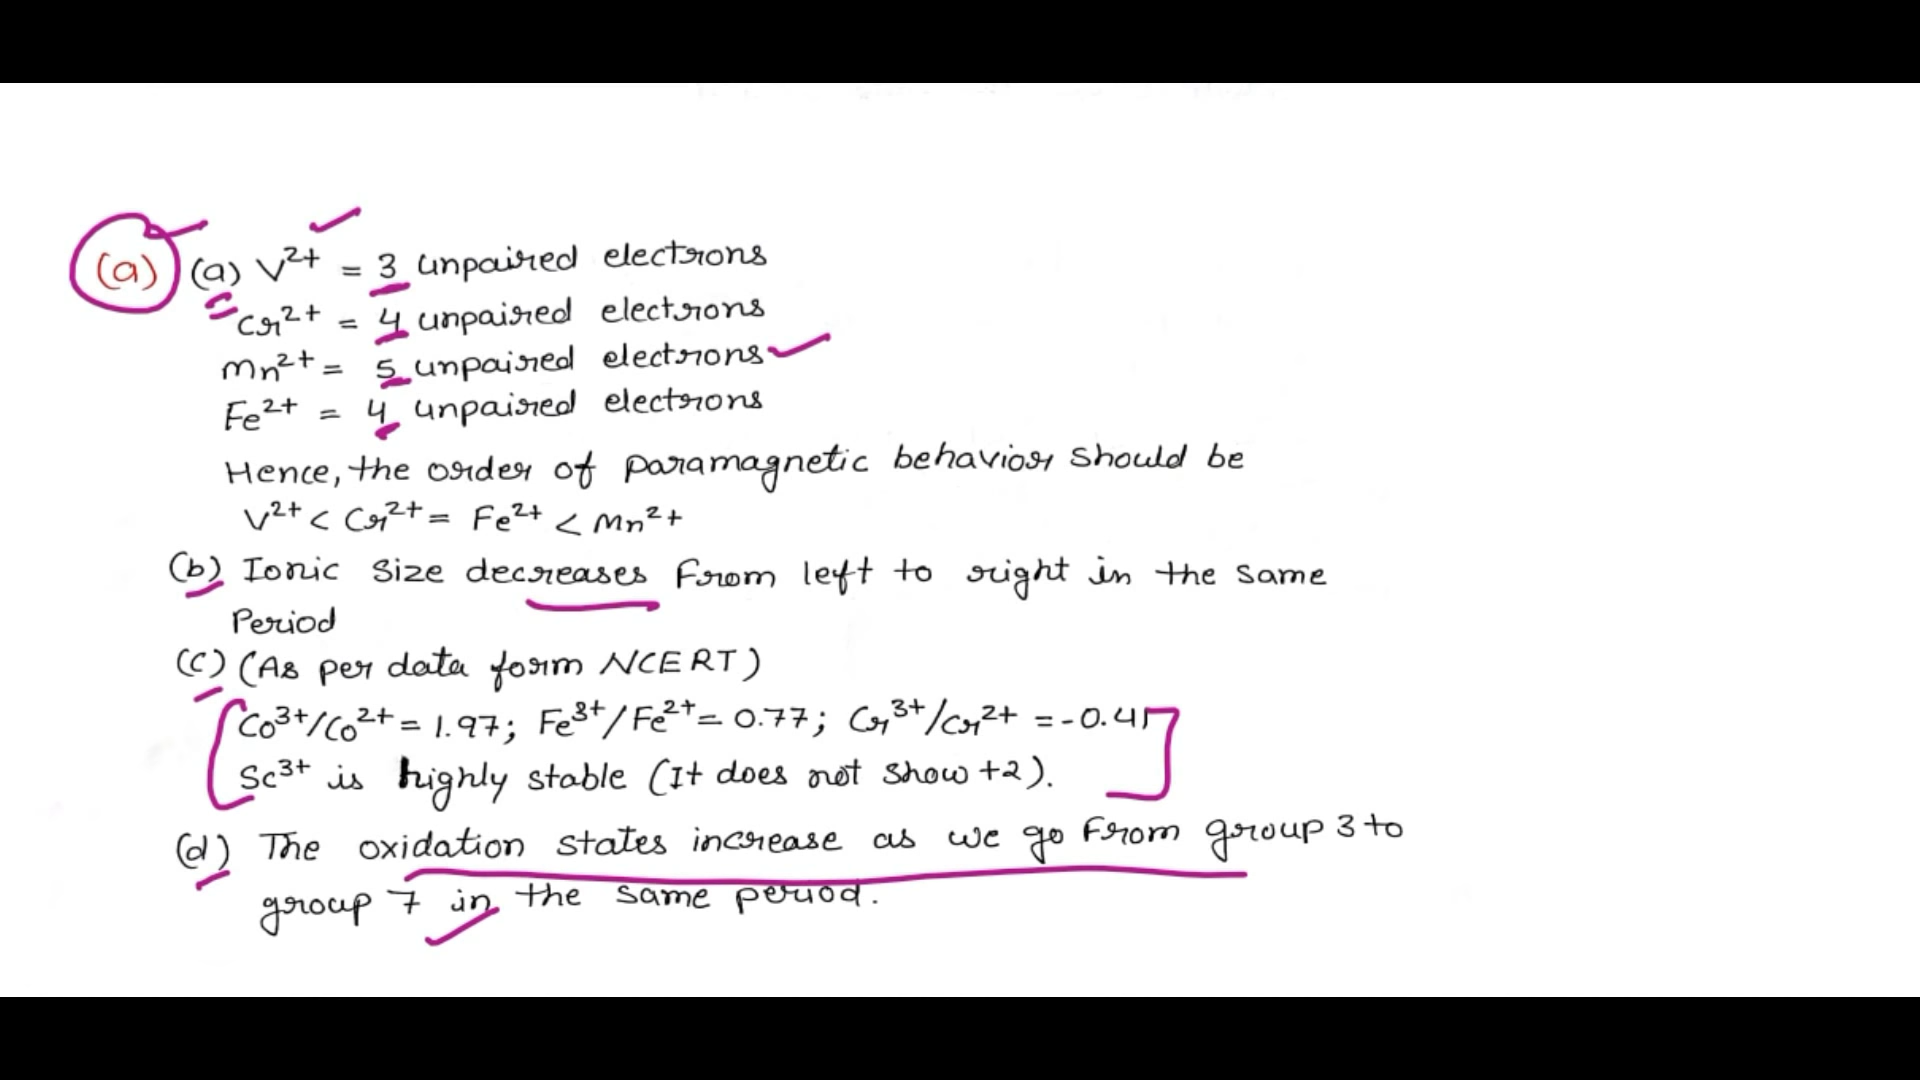 (a) (a) V²⁺ = 3 unpaired electrons
Cr²⁺ = 4 unpaired electrons
Mn²⁺ = 5 unpaired electrons
Fe²⁺ = 4 unpaired electrons
Hence, the order of paramagnetic behavior should be
V²⁺ < Cr²⁺ = Fe²⁺ < Mn²⁺
(b) Ionic size decreases from left to right in the same
Period
(c) (As per data form NCERT)
Co³⁺/Co²⁺ = 1.97; Fe³⁺/Fe²⁺ = 0.77; Cr³⁺/Cr²⁺ = -0.41
Sc³⁺ is highly stable (It does not show +2).
(d) The oxidation states increase as we go from group 3 to
group 7 in the same period.